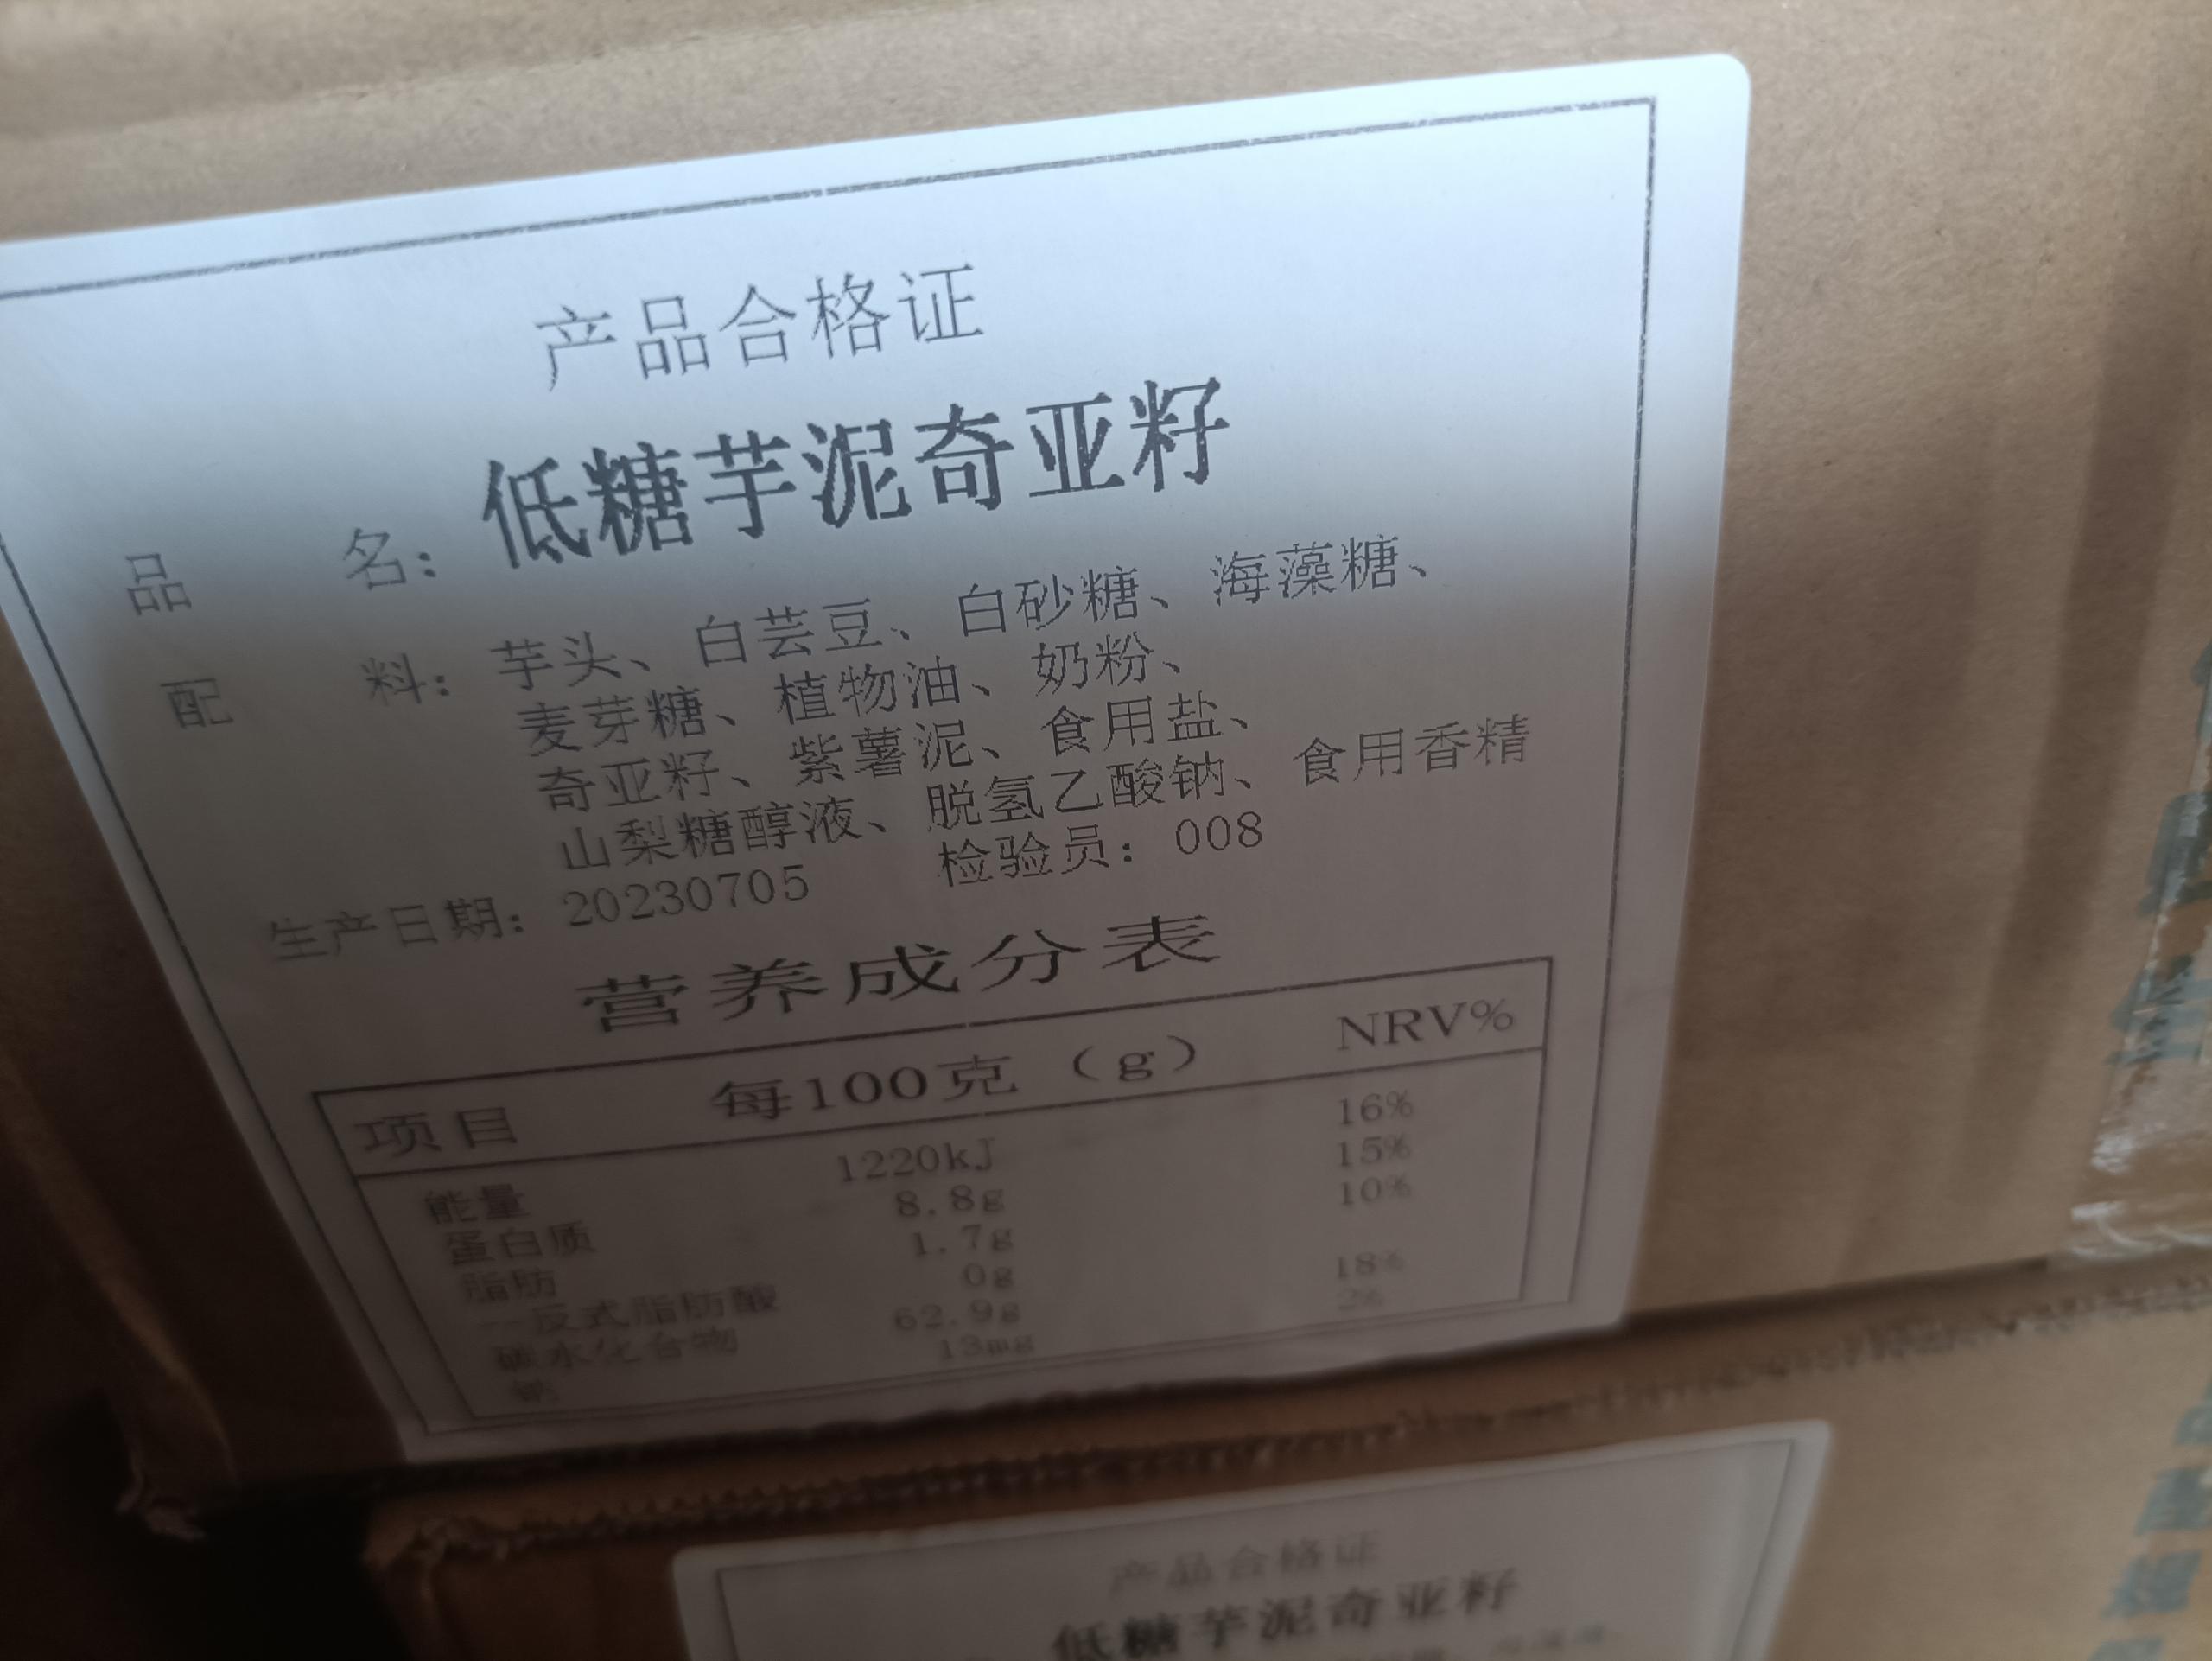 产品合格证
品 名：低糖芋泥奇亚籽
配 料：芋头、白芸豆、白砂糖、海藻糖、
麦芽糖、植物油、奶粉、
奇亚籽、紫薯泥、食用盐、
山梨糖醇液、脱氢乙酸钠、食用香精
生产日期：20230705 检验员：008
营养成分表
项目 每100克（g） NRV%
能量 1220kJ 16%
蛋白质 8.8g 15%
脂肪 1.7g 10%
--反式脂肪酸 0g
碳水化合物 62.9g 18%
钠 13mg 2%
产品合格证
低糖芋泥奇亚籽